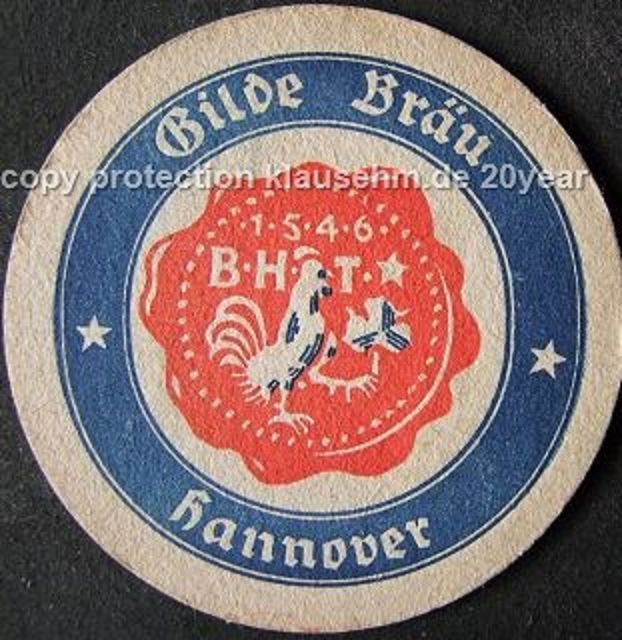 Gilde Bräu
copy protection klausehm.de 20year
·1·5·4·6·
B·H·T·
Hannover